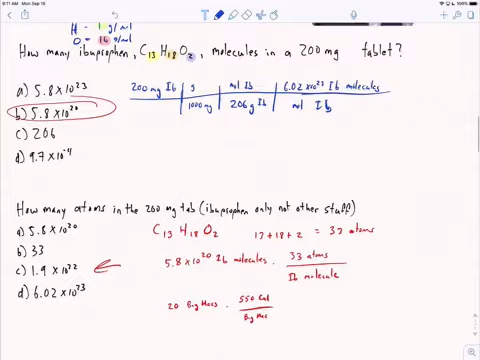 9:11 AM Mon Sep 16
H = 1 g/mol
O = 16 g/mol
How many ibuprophen, C13 H18 O2 molecules in a 200 mg tablet?
a) 5.8 x 10^23
b) 5.8 x 10^20
c) 206
d) 9.7 x 10^-4
200 mg Ib | g | mol Ib | 6.02 x 10^23 Ib molecules
1000 mg | 206 g Ib | mol Ib
How many atoms in the 200 mg tab (ibuprophen only not other stuff)
a) 5.8 x 10^20
b) 33
c) 1.9 x 10^22
d) 6.02 x 10^23
C13 H18 O2 13 + 18 + 2 = 33 atoms
5.8 x 10^20 Ib molecules . 33 atoms
Ib molecule
20 Big Macs . 550 Cal
Big Mac